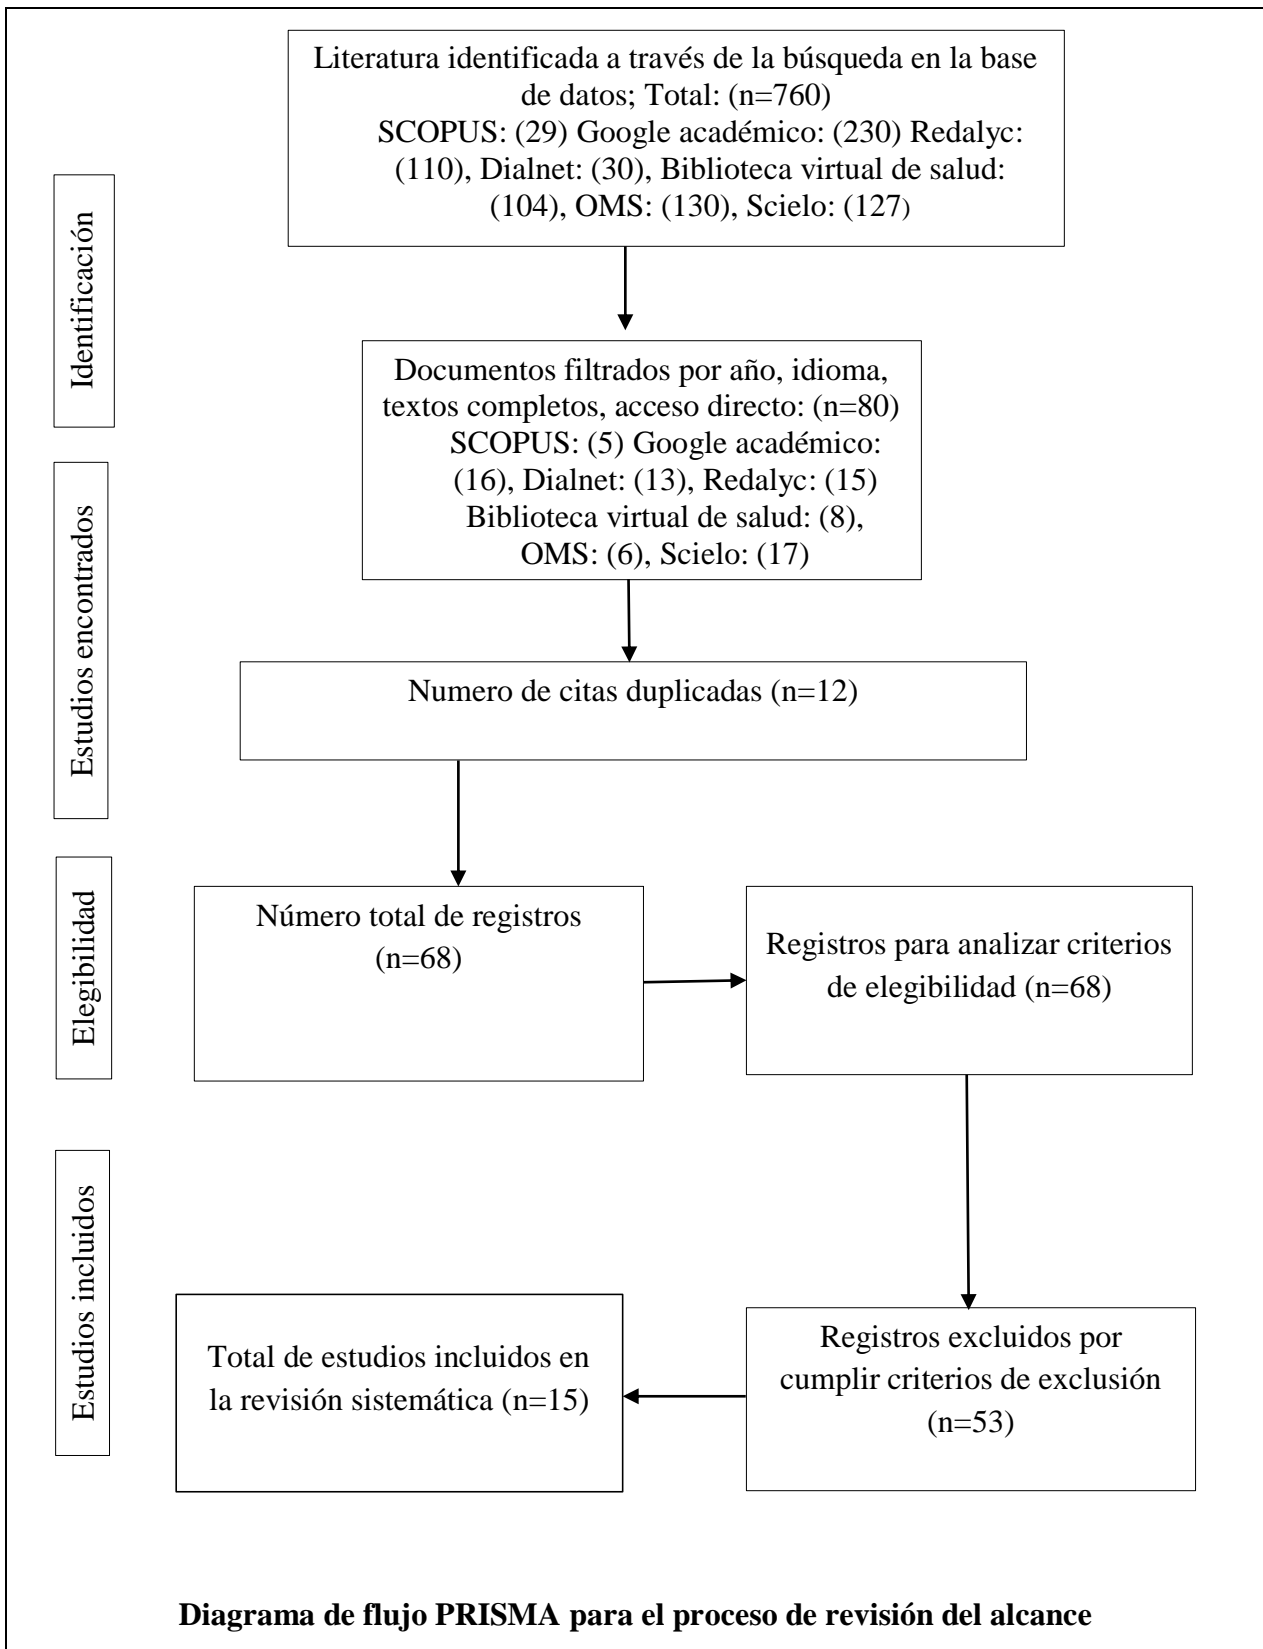 Literatura identificada a través de la búsqueda en la base
de datos; Total: (n=760)
SCOPUS: (29) Google académico: (230) Redalyc:
(110), Dialnet: (30), Biblioteca virtual de salud:
(104), OMS: (130), Scielo: (127)
Identificación
Documentos filtrados por año, idioma,
textos completos, acceso directo: (n=80)
SCOPUS: (5) Google académico:
(16), Dialnet: (13), Redalyc: (15)
Biblioteca virtual de salud: (8),
OMS: (6), Scielo: (17)
Estudios encontrados
Numero de citas duplicadas (n=12)
Elegibilidad
Número total de registros
(n=68)
Registros para analizar criterios
de elegibilidad (n=68)
Estudios incluidos
Total de estudios incluidos en
la revisión sistemática (n=15)
Registros excluidos por
cumplir criterios de exclusión
(n=53)
Diagrama de flujo PRISMA para el proceso de revisión del alcance